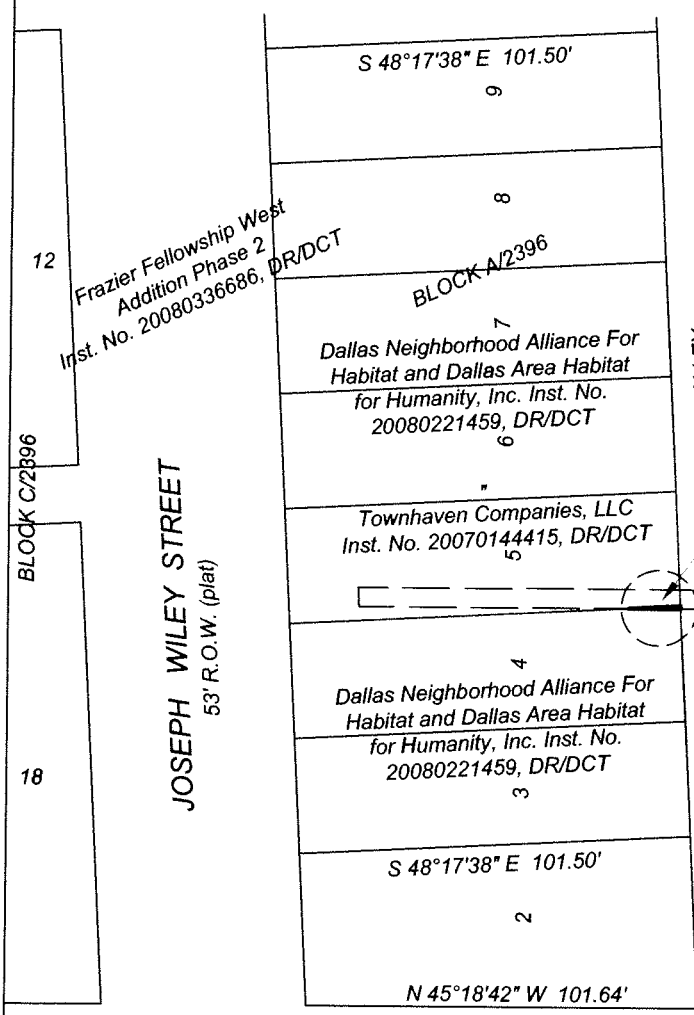 S 48°17'38" E 101.50'
9
8
12
Frazier Fellowship West
Addition Phase 2
Inst. No. 20080336686, DR/DCT
BLOCK A/2396
7
Dallas Neighborhood Alliance For
Habitat and Dallas Area Habitat
for Humanity, Inc. Inst. No.
20080221459, DR/DCT
6
BLOCK C/2396
"
Townhaven Companies, LLC
Inst. No. 20070144415, DR/DCT
5
JOSEPH WILEY STREET
53' R.O.W. (plat)
4
Dallas Neighborhood Alliance For
Habitat and Dallas Area Habitat
for Humanity, Inc. Inst. No.
20080221459, DR/DCT
18
3
S 48°17'38" E 101.50'
2
N 45°18'42" W 101.64'